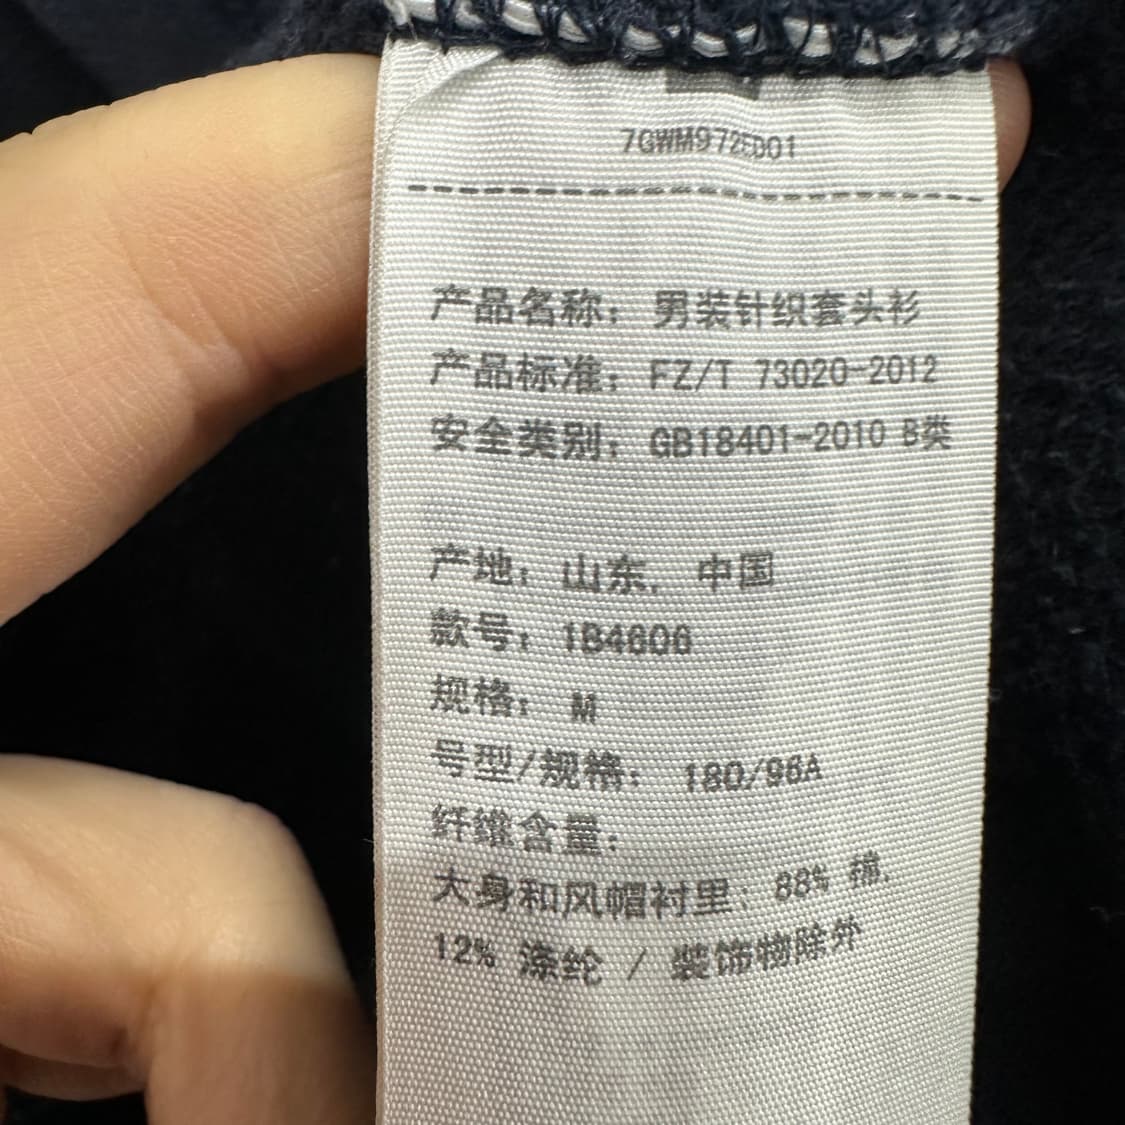 7GWM972ED01
产品名称：男装针织套头衫
产品标准：FZ/T 73020-2012
安全类别：GB18401-2010 B类
产地：山东，中国
款号：1B4606
规格：M
号型/规格：180/96A
纤维含量：
大身和风帽衬里：88% 棉，
12% 涤纶 / 装饰物除外